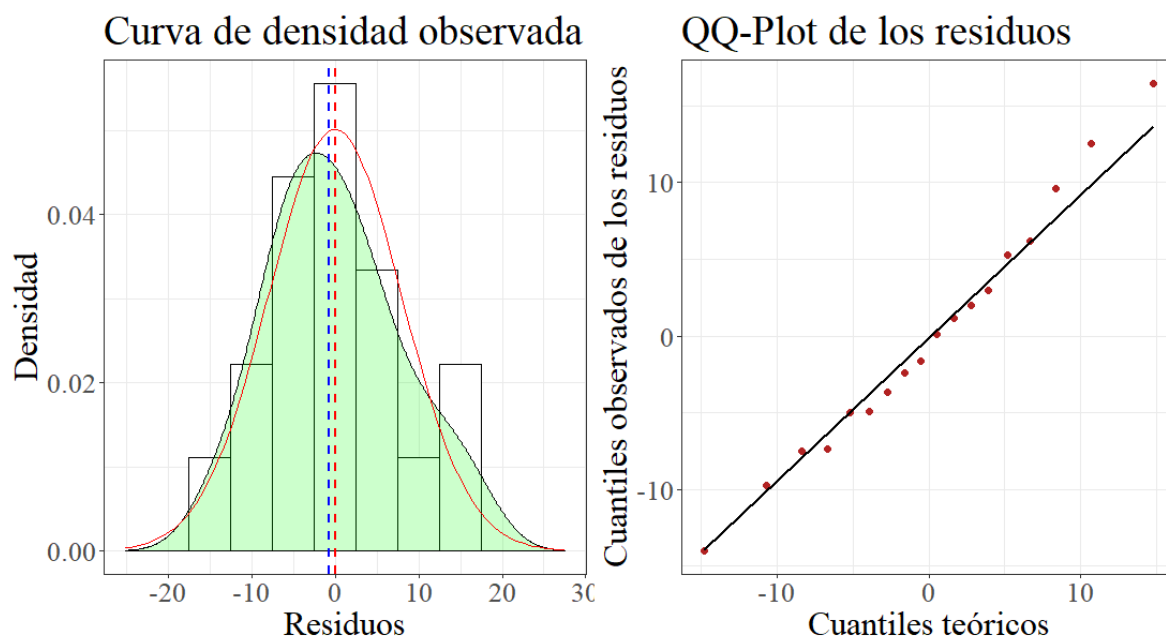 Curva de densidad observada
Densidad
0.04
0.02
0.00
-20
-10
0
10
20
30
Residuos
QQ-Plot de los residuos
Cuantiles observados de los residuos
10
0
-10
-10
0
10
Cuantiles teóricos